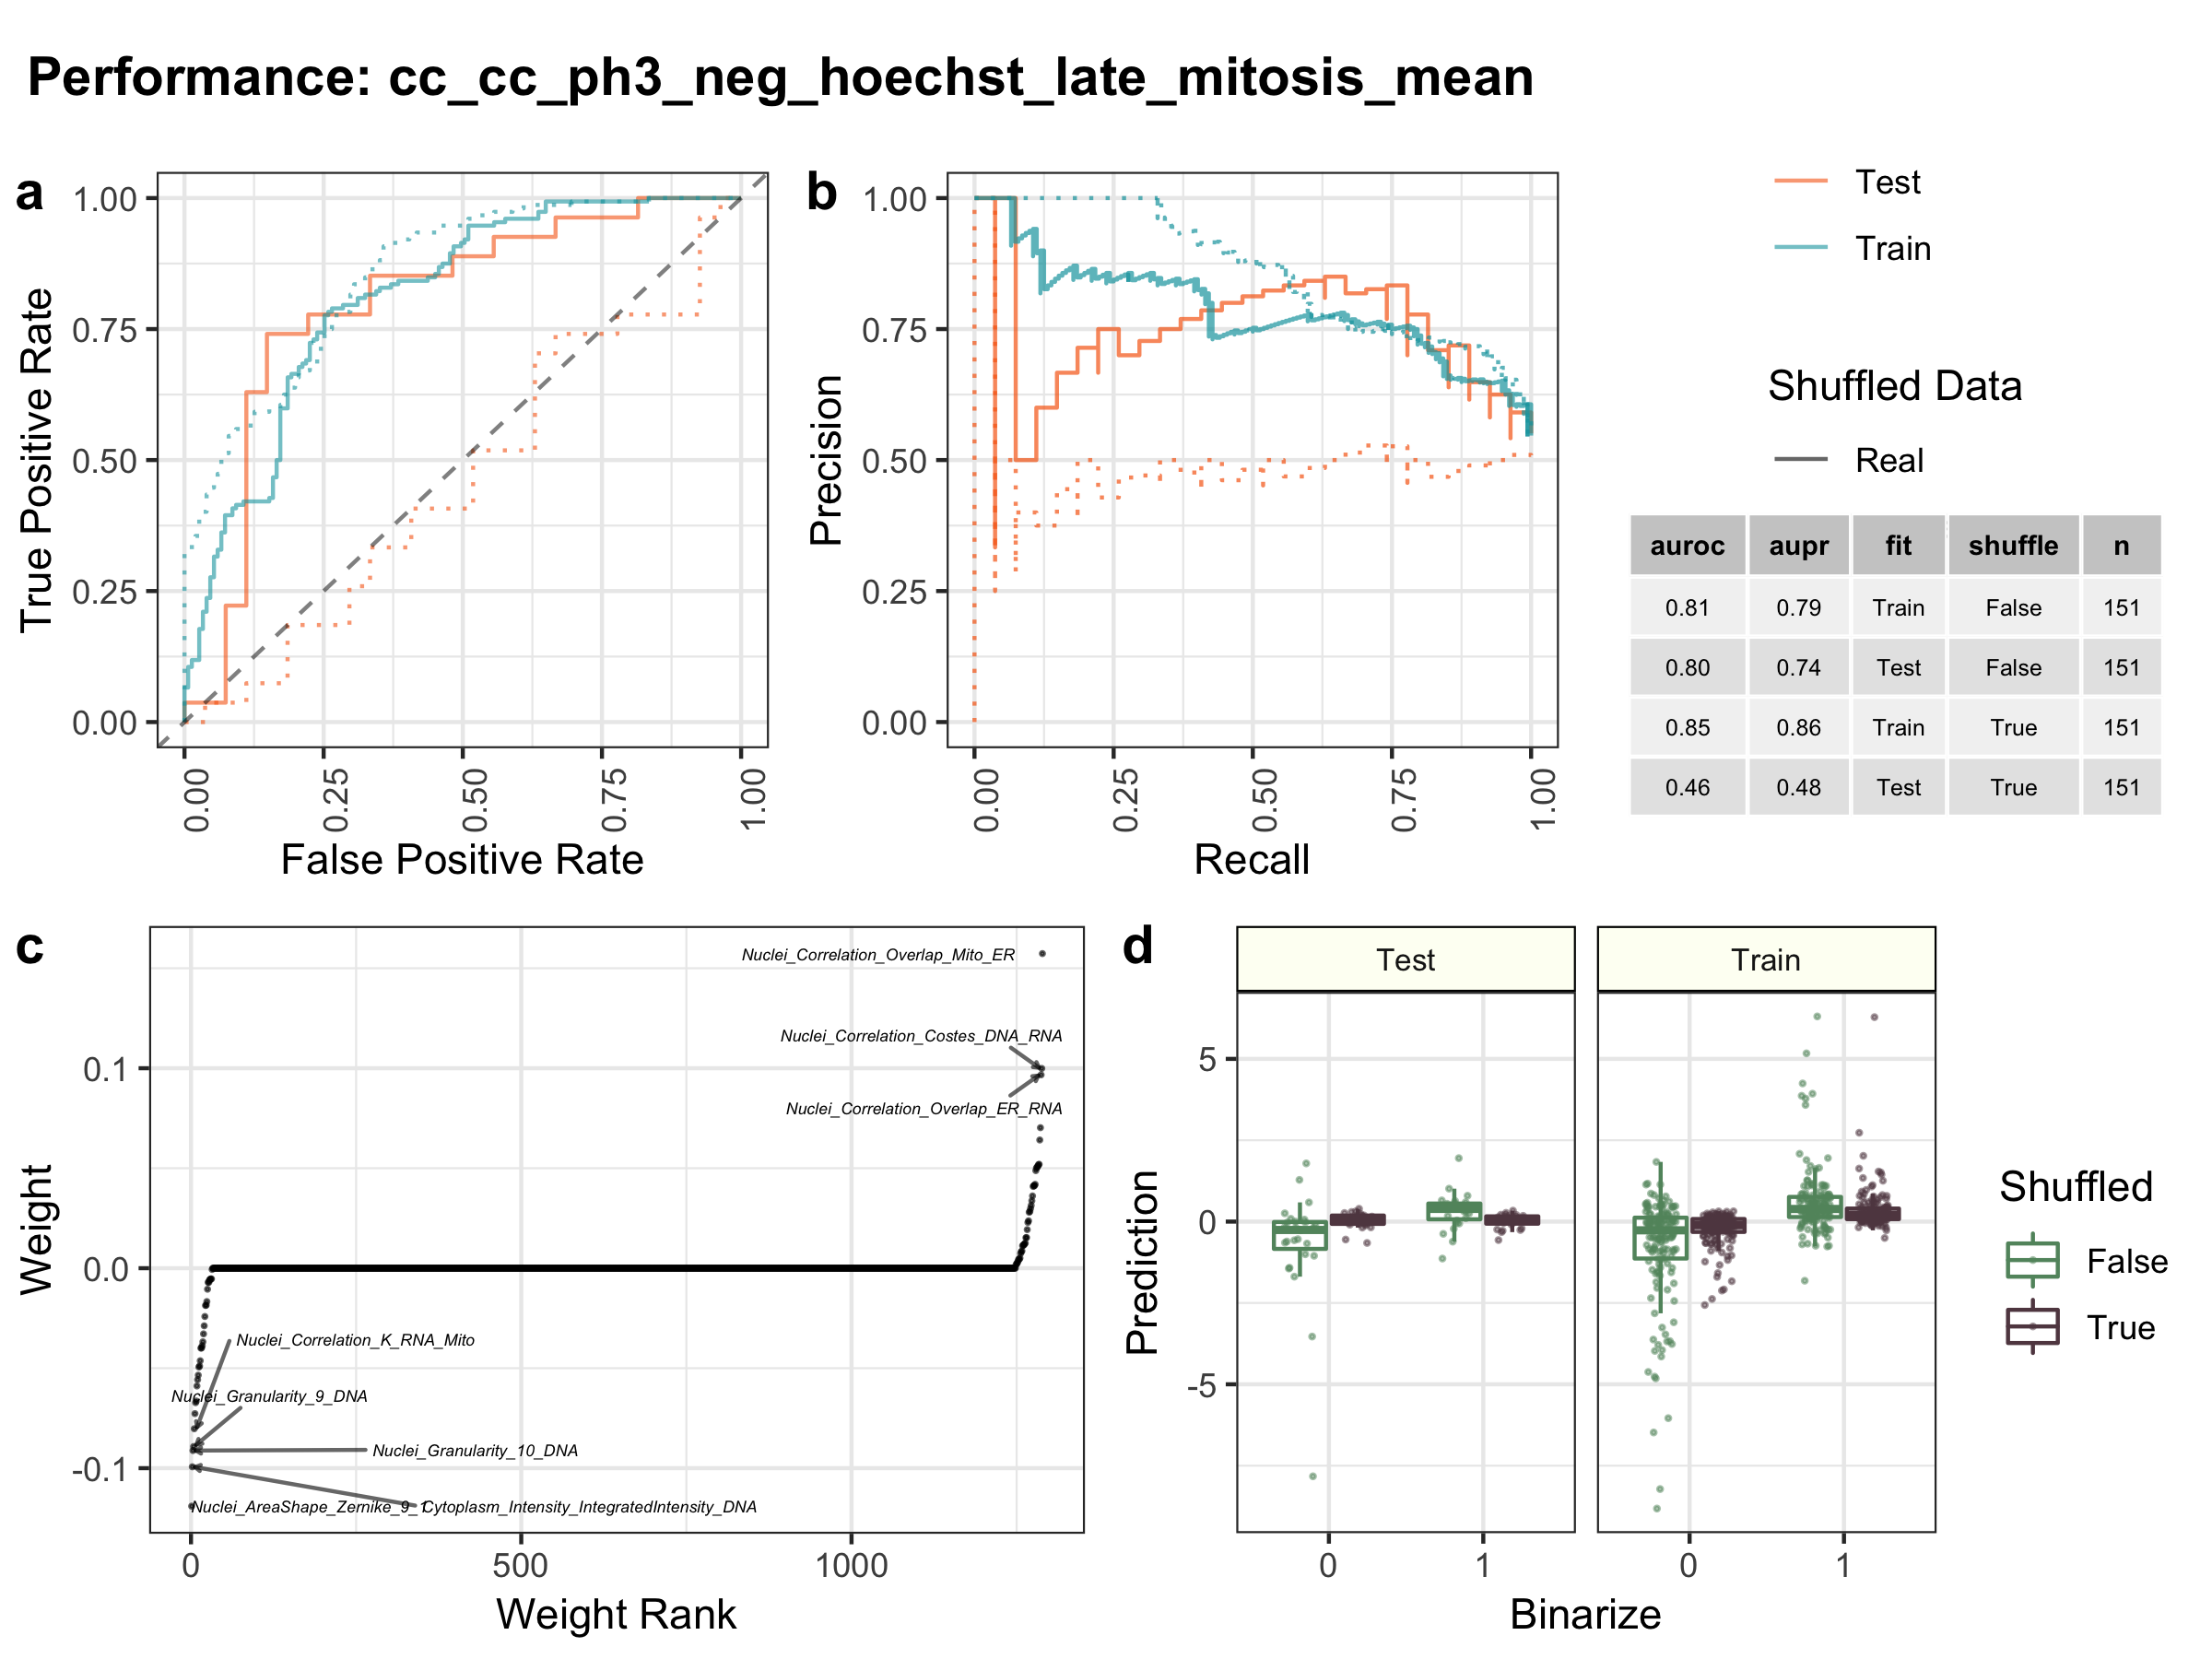 Performance: cc_cc_ph3_neg_hoechst_late_mitosis_mean
a
1.00
0.75
0.50
0.25
0.00
True Positive Rate
0.00
0.25
0.50
0.75
1.00
False Positive Rate
b
1.00
0.75
0.50
0.25
0.00
Precision
0.00
0.25
0.50
0.75
1.00
Recall
Test
Train
Shuffled Data
Real
auroc aupr fit shuffle n
0.81 0.79 Train False 151
0.80 0.74 Test False 151
0.85 0.86 Train True 151
0.46 0.48 Test True 151
c
0.1
0.0
-0.1
Weight
Nuclei_Correlation_Overlap_Mito_ER
Nuclei_Correlation_Costes_DNA_RNA
Nuclei_Correlation_Overlap_ER_RNA
Nuclei_Correlation_K_RNA_Mito
Nuclei_Granularity_9_DNA
Nuclei_Granularity_10_DNA
Nuclei_AreaShape_Zernike_9_1
Cytoplasm_Intensity_IntegratedIntensity_DNA
0
500
1000
Weight Rank
d
Test
Train
5
0
-5
Prediction
0
1
0
1
Binarize
Shuffled
False
True